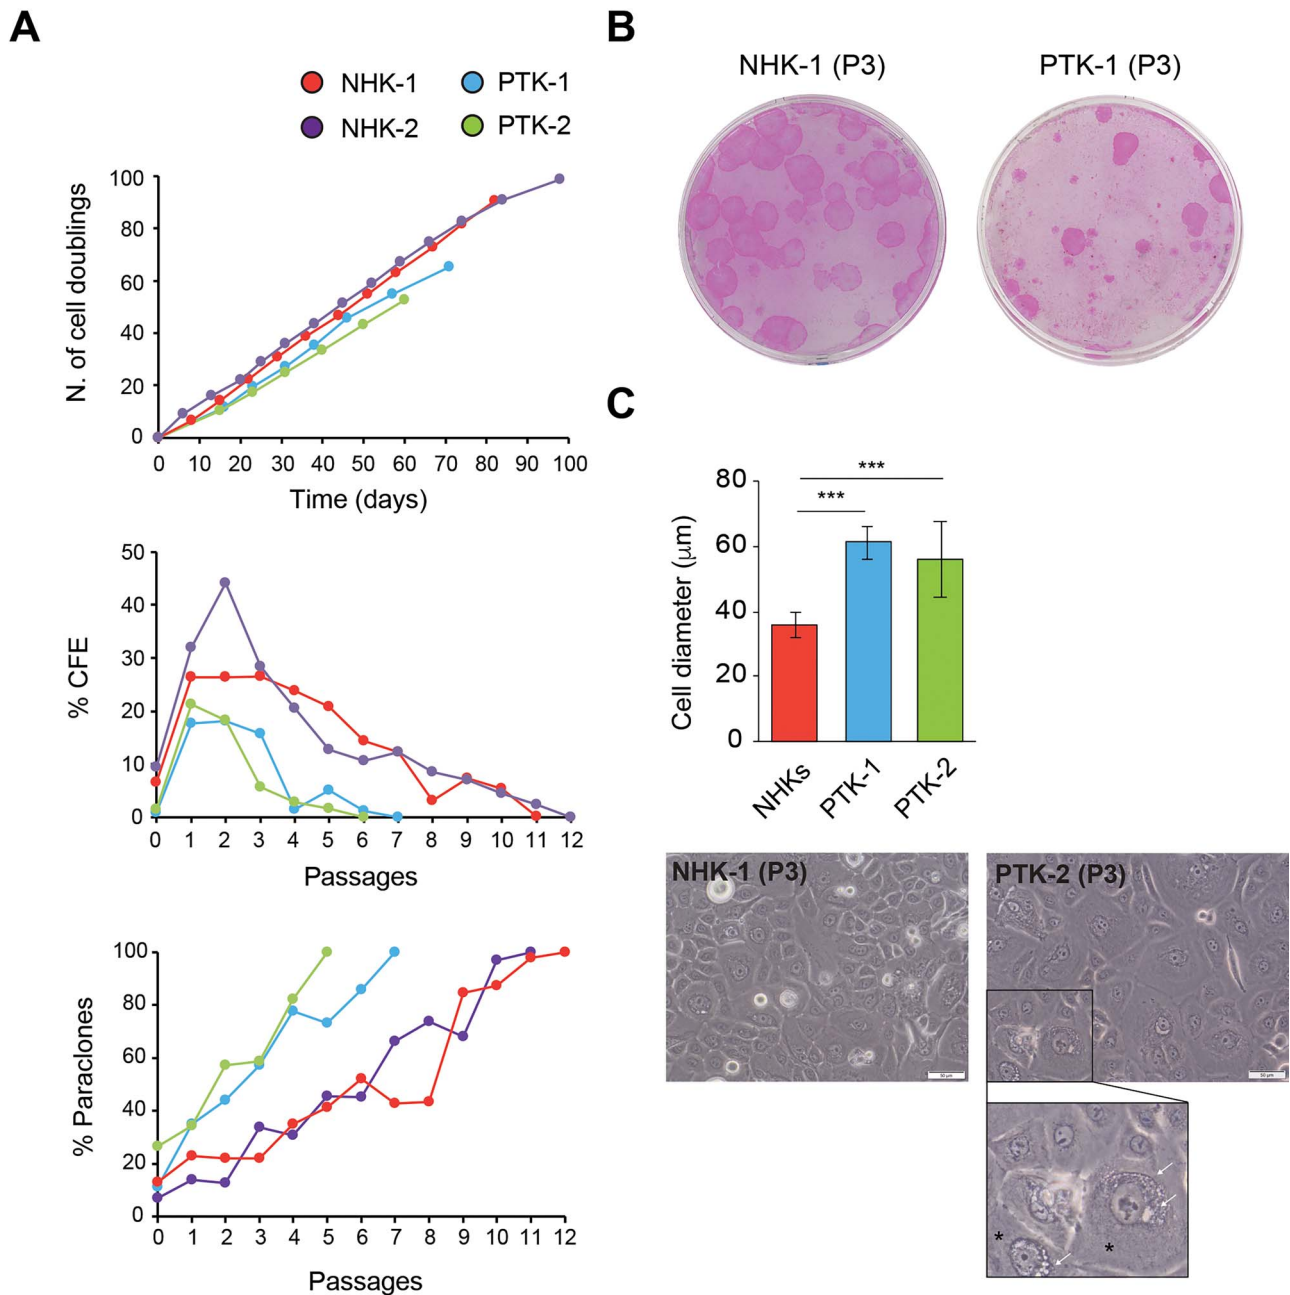 A
NHK-1
PTK-1
NHK-2
PTK-2
N. of cell doublings
100
80
60
40
20
0
0 10 20 30 40 50 60 70 80 90 100
Time (days)
% CFE
50
40
30
20
10
0
0 1 2 3 4 5 6 7 8 9 10 11 12
Passages
% Paraclones
100
80
60
40
20
0
0 1 2 3 4 5 6 7 8 9 10 11 12
Passages
B
NHK-1 (P3)
PTK-1 (P3)
C
Cell diameter (μm)
80
60
40
20
0
***
***
NHKs
PTK-1
PTK-2
NHK-1 (P3)
50 μm
PTK-2 (P3)
50 μm
*
*